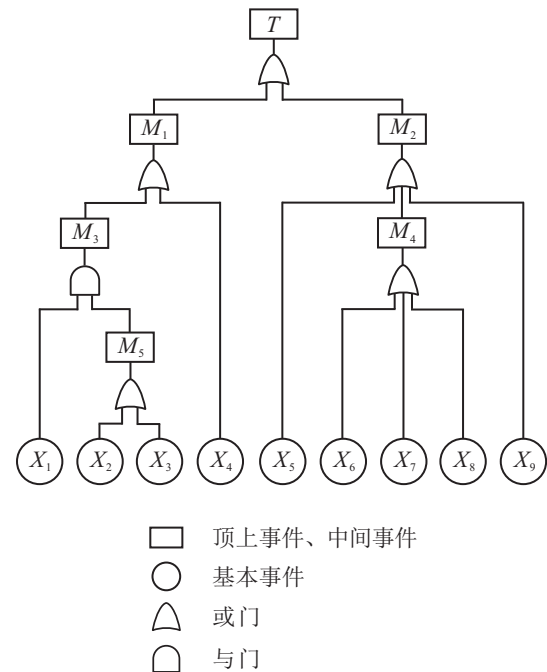 T
M₁ M₂
M₃ M₄
M₅
X₁ X₂ X₃ X₄ X₅ X₆ X₇ X₈ X₉
顶上事件、中间事件
基本事件
或门
与门